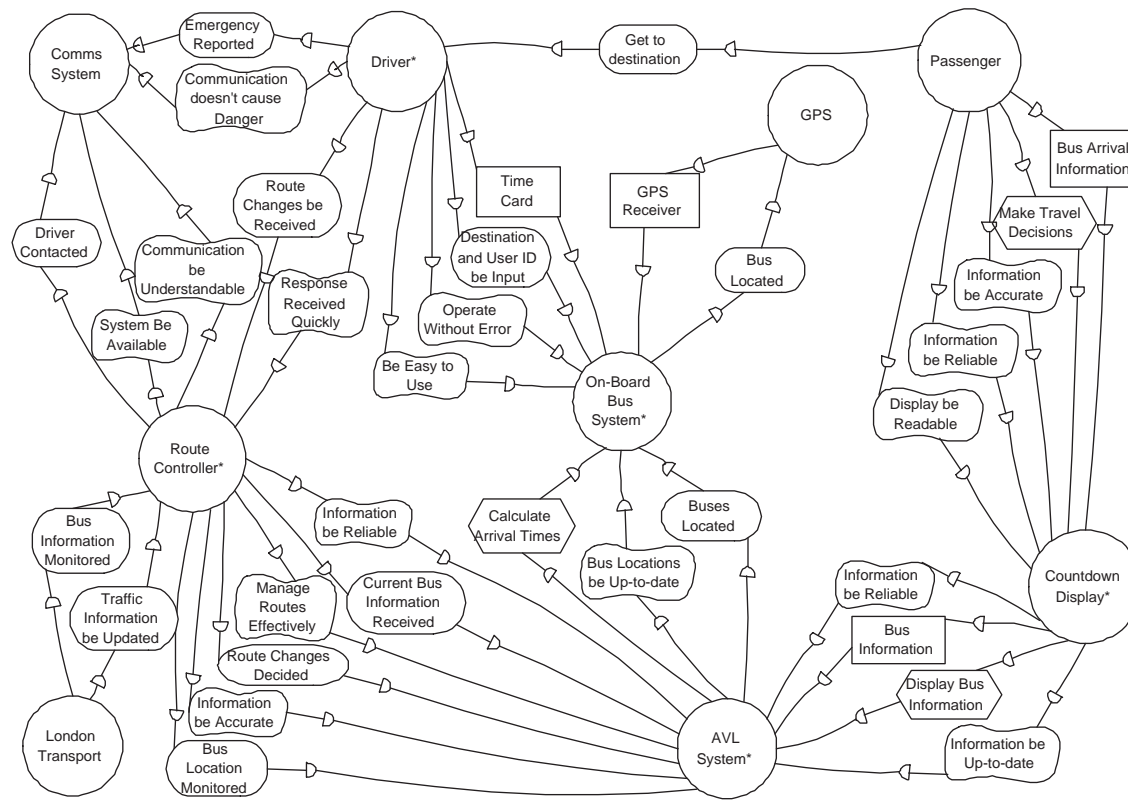 Emergency
Reported
Comms
System
Driver*
Get to
destination
Passenger
Communication
doesn't cause
Danger
GPS
Bus Arrival
Information
Time
Card
GPS
Receiver
Route
Changes be
Received
Make Travel
Decisions
Driver
Contacted
Communication
be
Understandable
Destination
and User ID
be Input
Bus
Located
Information
be Accurate
Response
Received
Quickly
Operate
Without Error
System Be
Available
Information
be Reliable
Be Easy to
Use
On-Board
Bus
System*
Display be
Readable
Route
Controller*
Information
be Reliable
Calculate
Arrival Times
Buses
Located
Bus
Information
Monitored
Bus Locations
be Up-to-date
Information
be Reliable
Countdown
Display*
Traffic
Information
be Updated
Manage
Routes
Effectively
Current Bus
Information
Received
Bus
Information
Route Changes
Decided
Display Bus
Information
Information
be Accurate
London
Transport
AVL
System*
Information be
Up-to-date
Bus
Location
Monitored